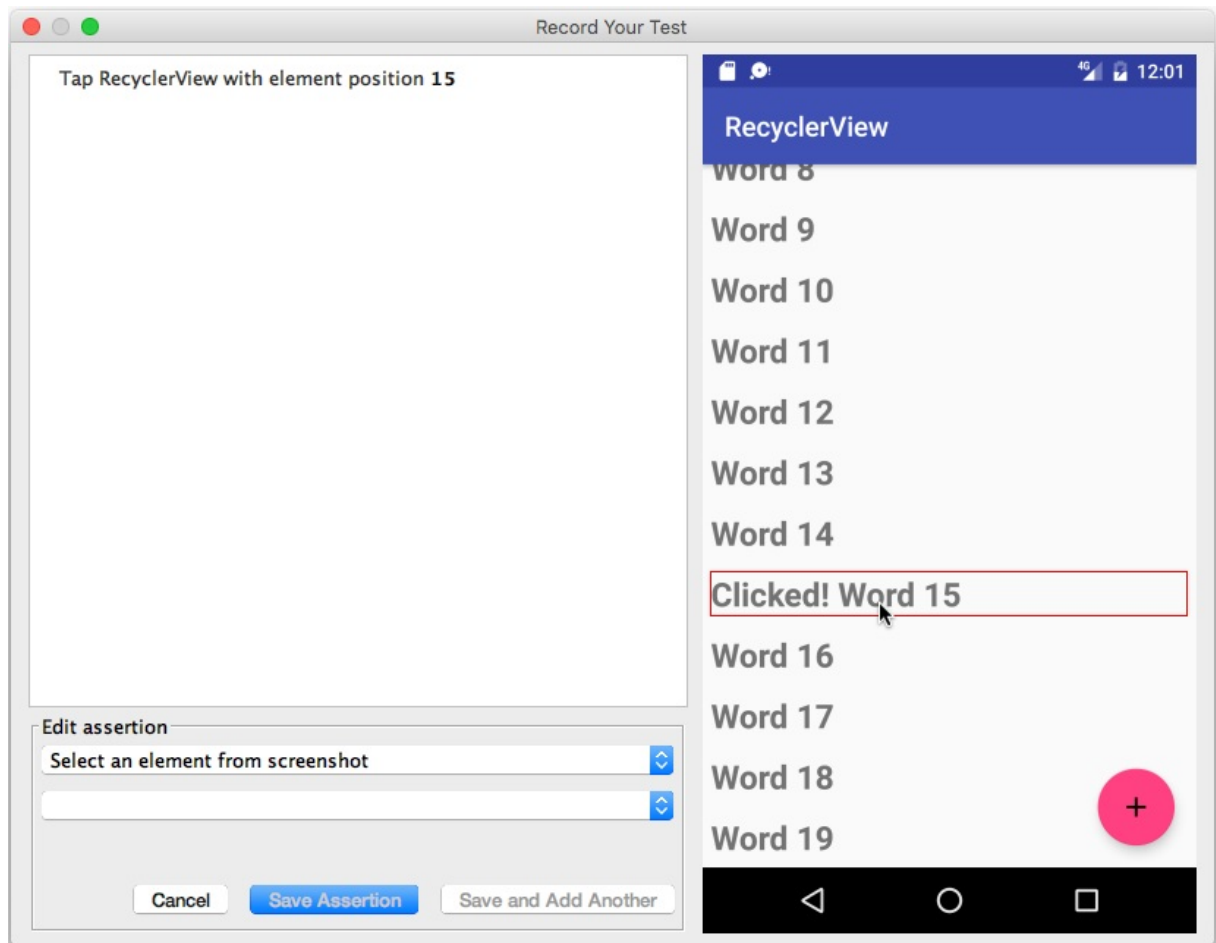 Record Your Test
Tap RecyclerView with element position 15
Edit assertion
Select an element from screenshot
Cancel
Save Assertion
Save and Add Another
4G
12:01
RecyclerView
Word 8
Word 9
Word 10
Word 11
Word 12
Word 13
Word 14
Clicked! Word 15
Word 16
Word 17
Word 18
+
Word 19